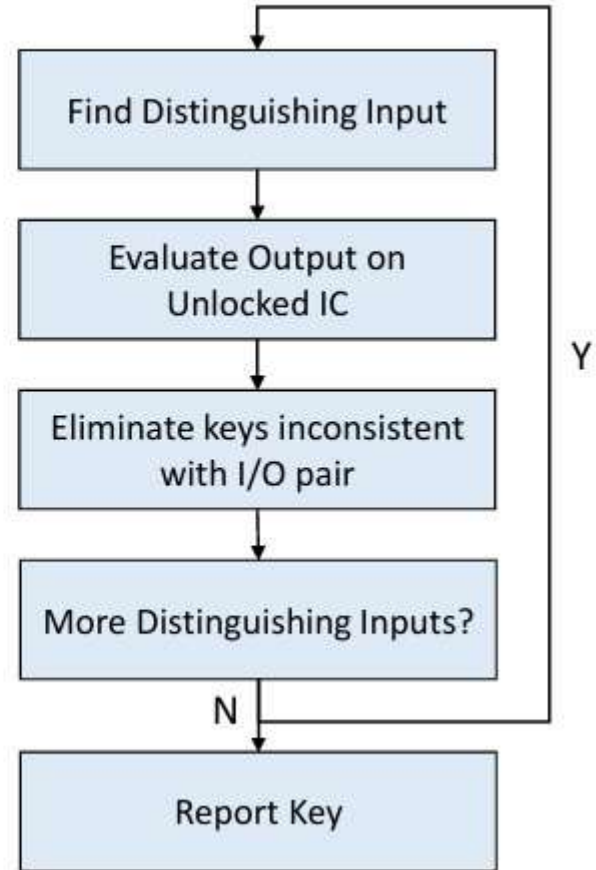 Find Distinguishing Input
Evaluate Output on
Unlocked IC
Y
Eliminate keys inconsistent
with I/O pair
More Distinguishing Inputs?
N
Report Key